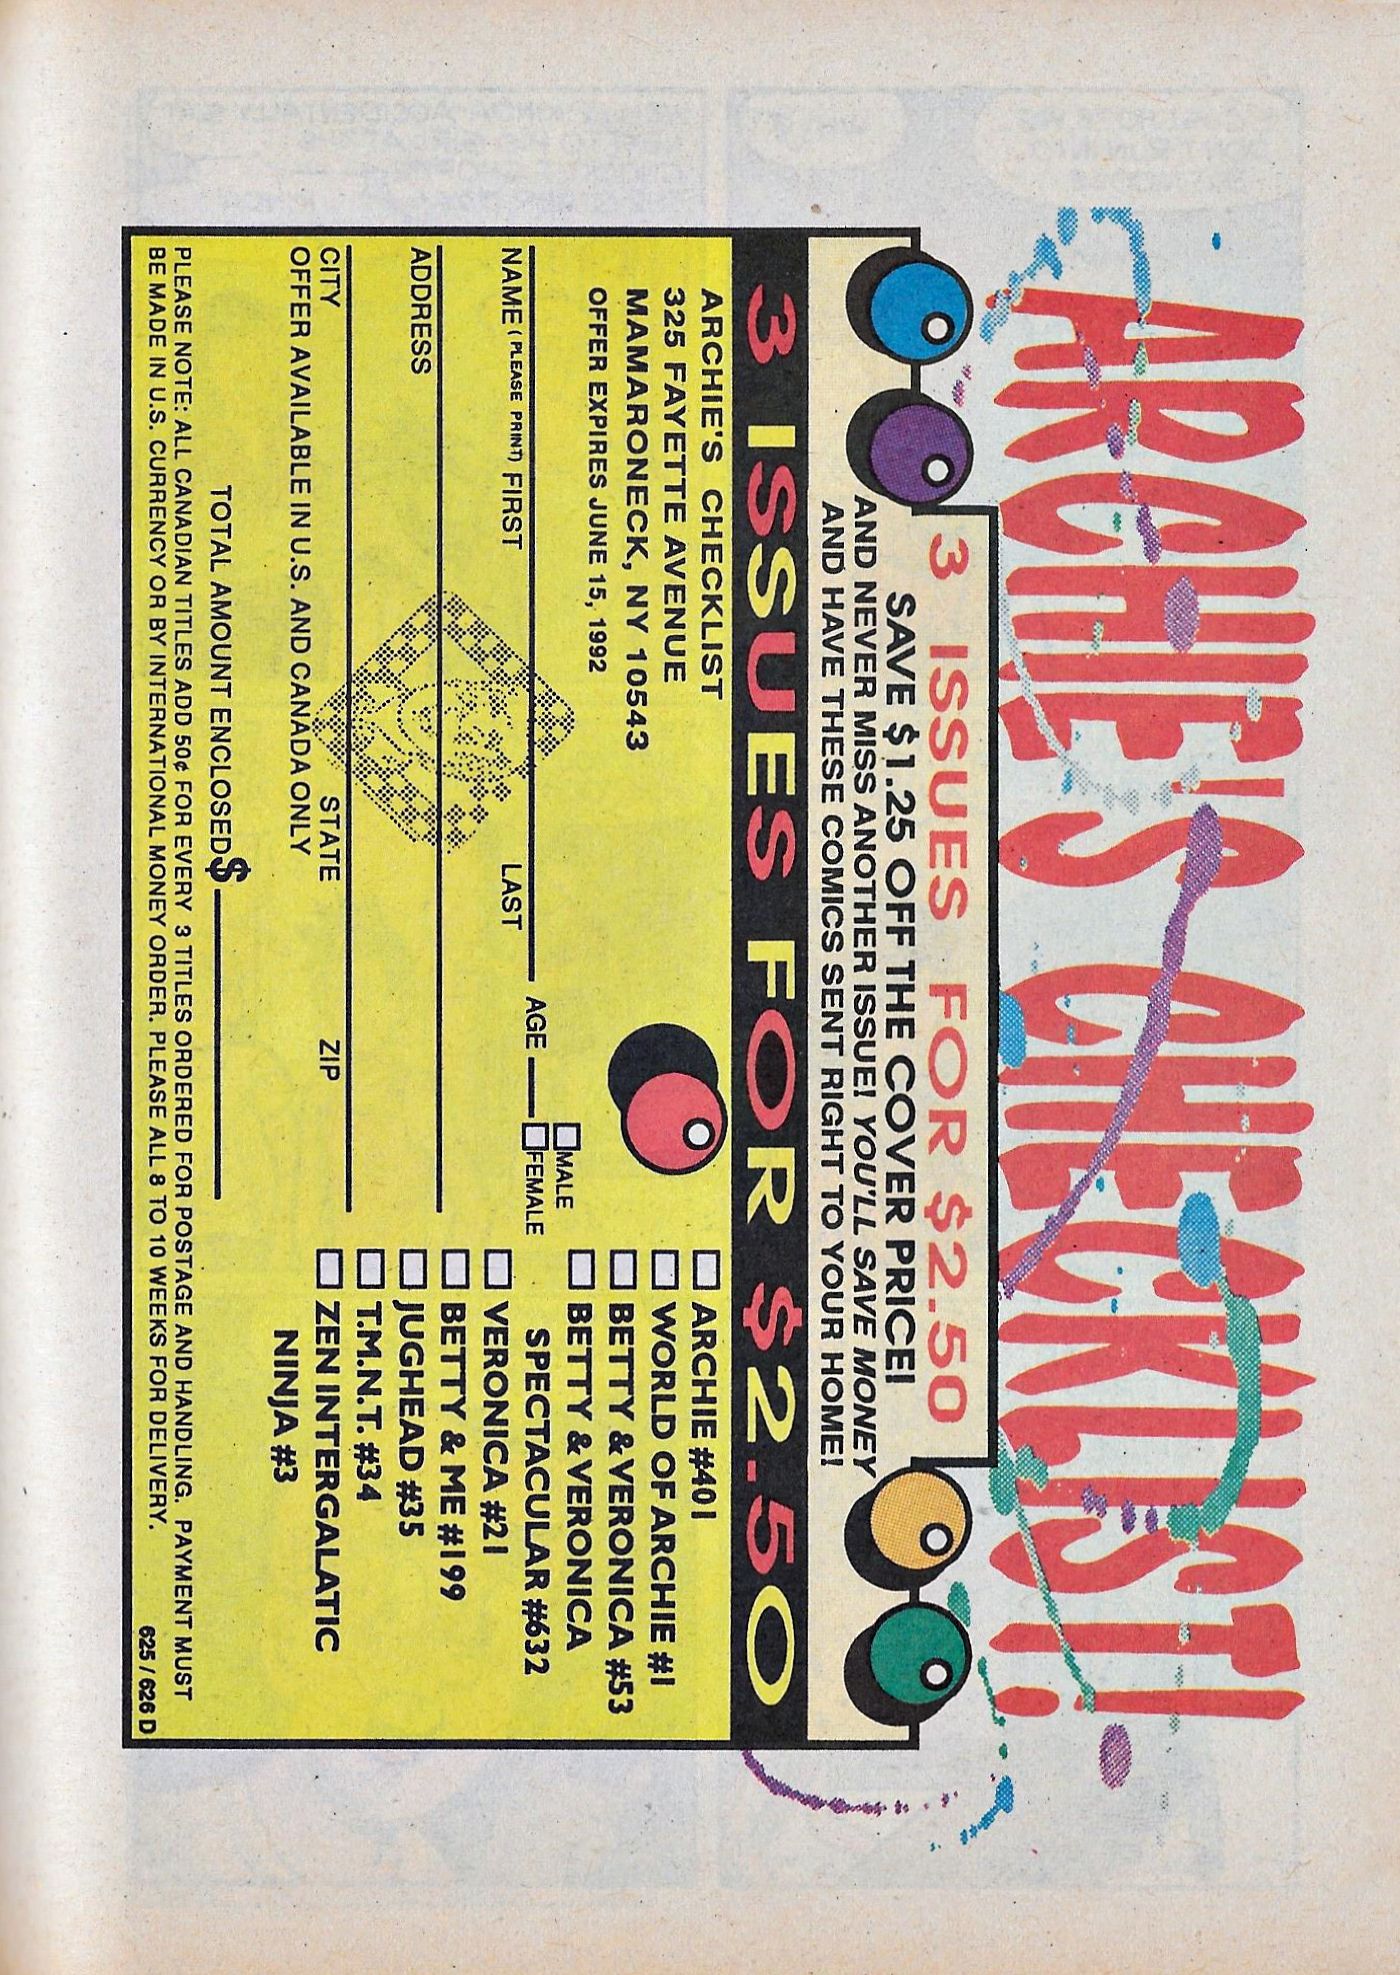 ARCHIE'S CHECKLIST!
3 ISSUES FOR $2.50
SAVE $1.25 OFF THE COVER PRICE!
AND NEVER MISS ANOTHER ISSUE! YOU'LL SAVE MONEY
AND HAVE THESE COMICS SENT RIGHT TO YOUR HOME!
3 ISSUES FOR $2.50
ARCHIE'S CHECKLIST
325 FAYETTE AVENUE
MAMARONECK, NY 10543
OFFER EXPIRES JUNE 15, 1992
NAME (PLEASE PRINT) FIRST LAST AGE
MALE
FEMALE
ADDRESS
CITY STATE ZIP
OFFER AVAILABLE IN U.S. AND CANADA ONLY
TOTAL AMOUNT ENCLOSED $
ARCHIE #401
WORLD OF ARCHIE #1
BETTY & VERONICA #53
BETTY & VERONICA
SPECTACULAR #632
VERONICA #21
BETTY & ME #199
JUGHEAD #35
T.M.N.T. #34
ZEN INTERGALATIC
NINJA #3
PLEASE NOTE: ALL CANADIAN TITLES ADD 50¢ FOR EVERY 3 TITLES ORDERED FOR POSTAGE AND HANDLING. PAYMENT MUST
BE MADE IN U.S. CURRENCY OR BY INTERNATIONAL MONEY ORDER. PLEASE ALL 8 TO 10 WEEKS FOR DELIVERY.
625 / 626 D